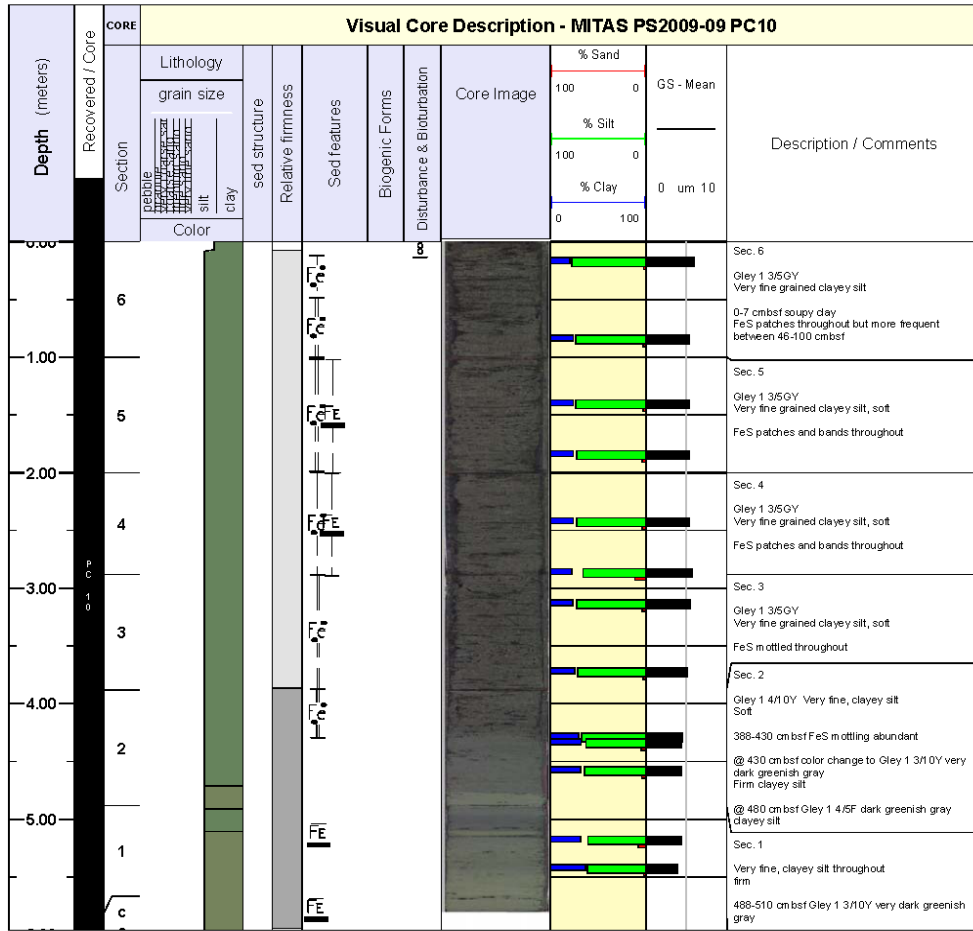 CORE
Visual Core Description - MITAS PS2009-09 PC10
Depth (meters)
Recovered / Core
Section
Lithology
grain size
pebble
silt
clay
Color
sed structure
Relative firmness
Sed features
Biogenic Forms
Disturbance & Bioturbation
Core Image
% Sand
100 0
% Silt
100 0
% Clay
0 100
GS - Mean
0 um 10
Description / Comments
1.00
2.00
3.00
4.00
5.00
PC 10
6
5
4
3
2
1
C
8
FE
FE
FE
FE
Sec. 6
Gley 1 3/5GY
Very fine grained clayey silt
0-7 cmbsf soupy clay
FeS patches throughout but more frequent
between 46-100 cmbsf
Sec. 5
Gley 1 3/5GY
Very fine grained clayey silt, soft
FeS patches and bands throughout
Sec. 4
Gley 1 3/5GY
Very fine grained clayey silt, soft
FeS patches and bands throughout
Sec. 3
Gley 1 3/5GY
Very fine grained clayey silt, soft
FeS mottled throughout
Sec. 2
Gley 1 4/10Y Very fine, clayey silt
Soft
388-430 cmbsf FeS mottling abundant
@ 430 cmbsf color change to Gley 1 3/10Y very
dark greenish gray
Firm clayey silt
@ 480 cmbsf Gley 1 4/5F dark greenish gray
clayey silt
Sec. 1
Very fine, clayey silt throughout
firm
488-510 cmbsf Gley 1 3/10Y very dark greenish
gray